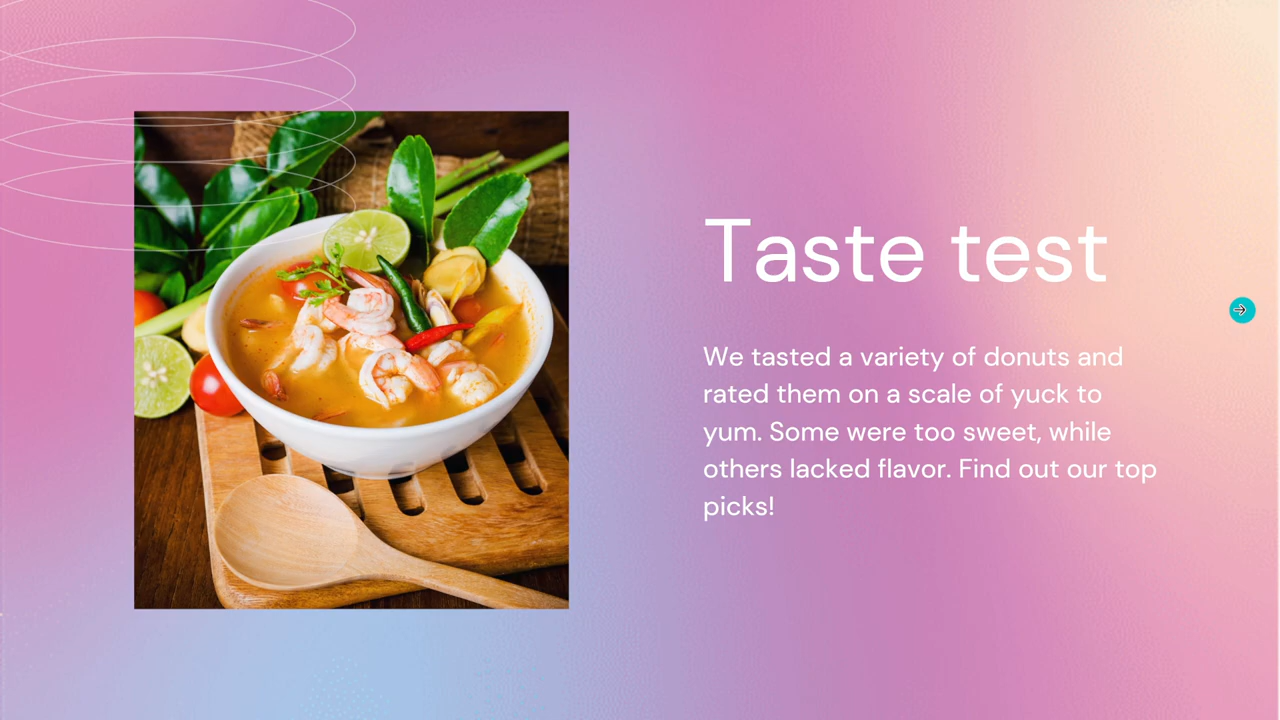 Taste test
We tasted a variety of donuts and
rated them on a scale of yuck to
yum. Some were too sweet, while
others lacked flavor. Find out our top
picks!